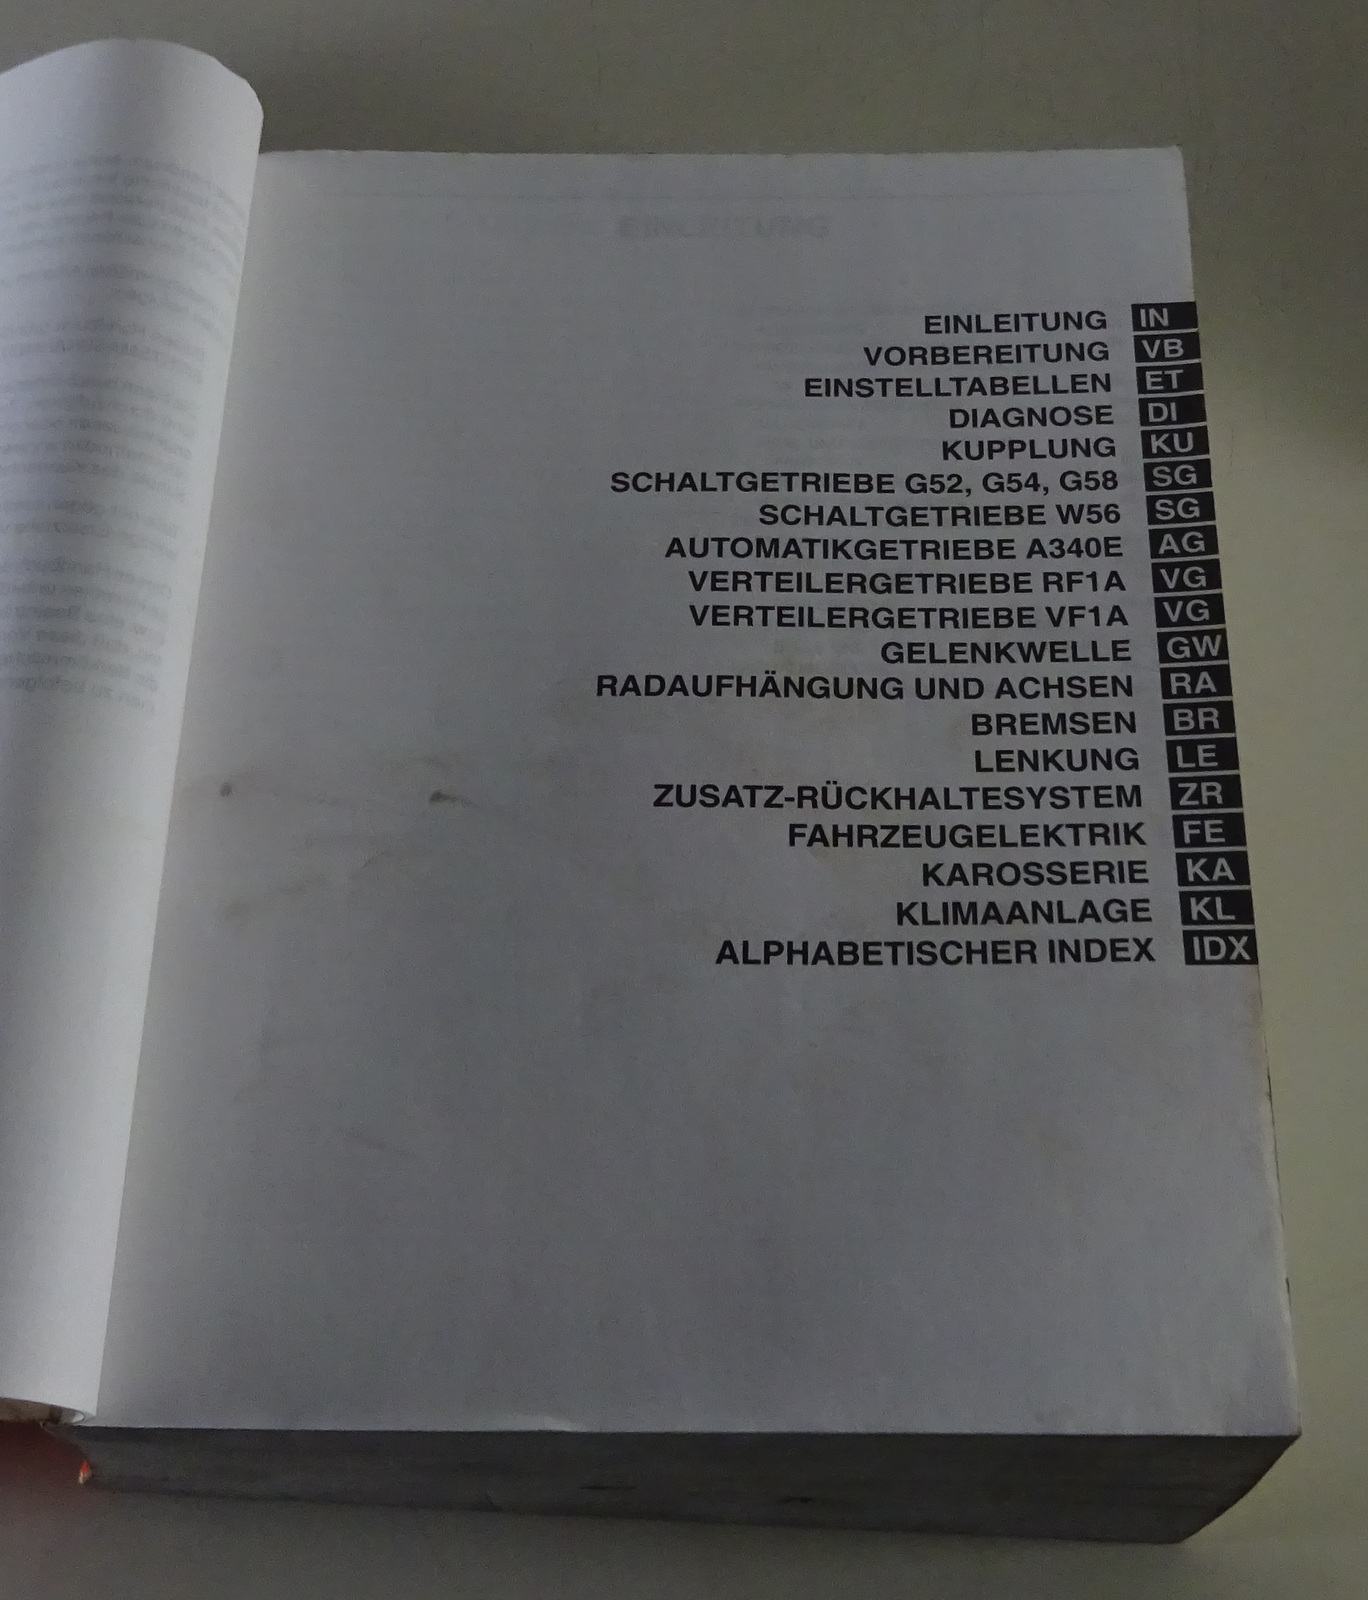 EINLEITUNG
EINLEITUNG IN
VORBEREITUNG VB
EINSTELLTABELLEN ET
DIAGNOSE DI
KUPPLUNG KU
SCHALTGETRIEBE G52, G54, G58 SG
SCHALTGETRIEBE W56 SG
AUTOMATIKGETRIEBE A340E AG
VERTEILERGETRIEBE RF1A VG
VERTEILERGETRIEBE VF1A VG
GELENKWELLE GW
RADAUFHÄNGUNG UND ACHSEN RA
BREMSEN BR
LENKUNG LE
ZUSATZ-RÜCKHALTESYSTEM ZR
FAHRZEUGELEKTRIK FE
KAROSSERIE KA
KLIMAANLAGE KL
ALPHABETISCHER INDEX IDX